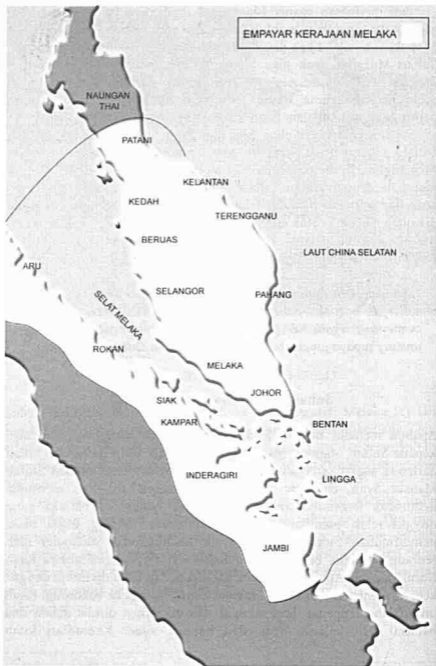 EMPAYAR KERAJAAN MELAKA
NAUNGAN
THAI
PATANI
KELANTAN
KEDAH
TERENGGANU
BERUAS
LAUT CHINA SELATAN
ARU
SELANGOR
PAHANG
SELAT MELAKA
ROKAN
MELAKA
JOHOR
SIAK
KAMPAR
BENTAN
INDERAGIRI
LINGGA
JAMBI